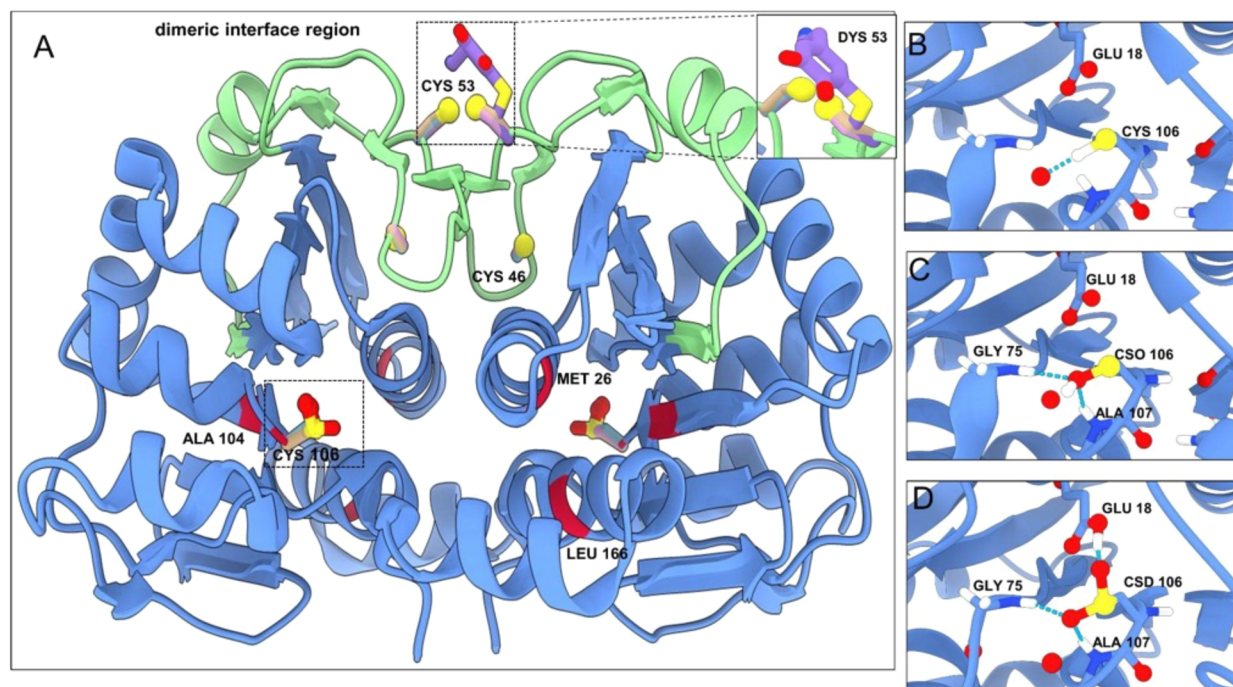 A
dimeric interface region
CYS 53
DYS 53
CYS 46
MET 26
ALA 104
CYS 106
LEU 166
B
GLU 18
CYS 106
C
GLU 18
GLY 75
CSO 106
ALA 107
D
GLU 18
GLY 75
CSD 106
ALA 107